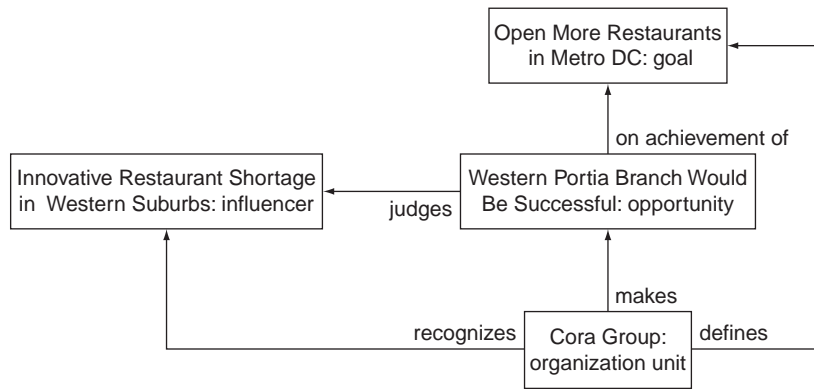 Open More Restaurants
in Metro DC: goal
on achievement of
Innovative Restaurant Shortage
in Western Suburbs: influencer
judges
Western Portia Branch Would
Be Successful: opportunity
makes
recognizes
Cora Group:
organization unit
defines